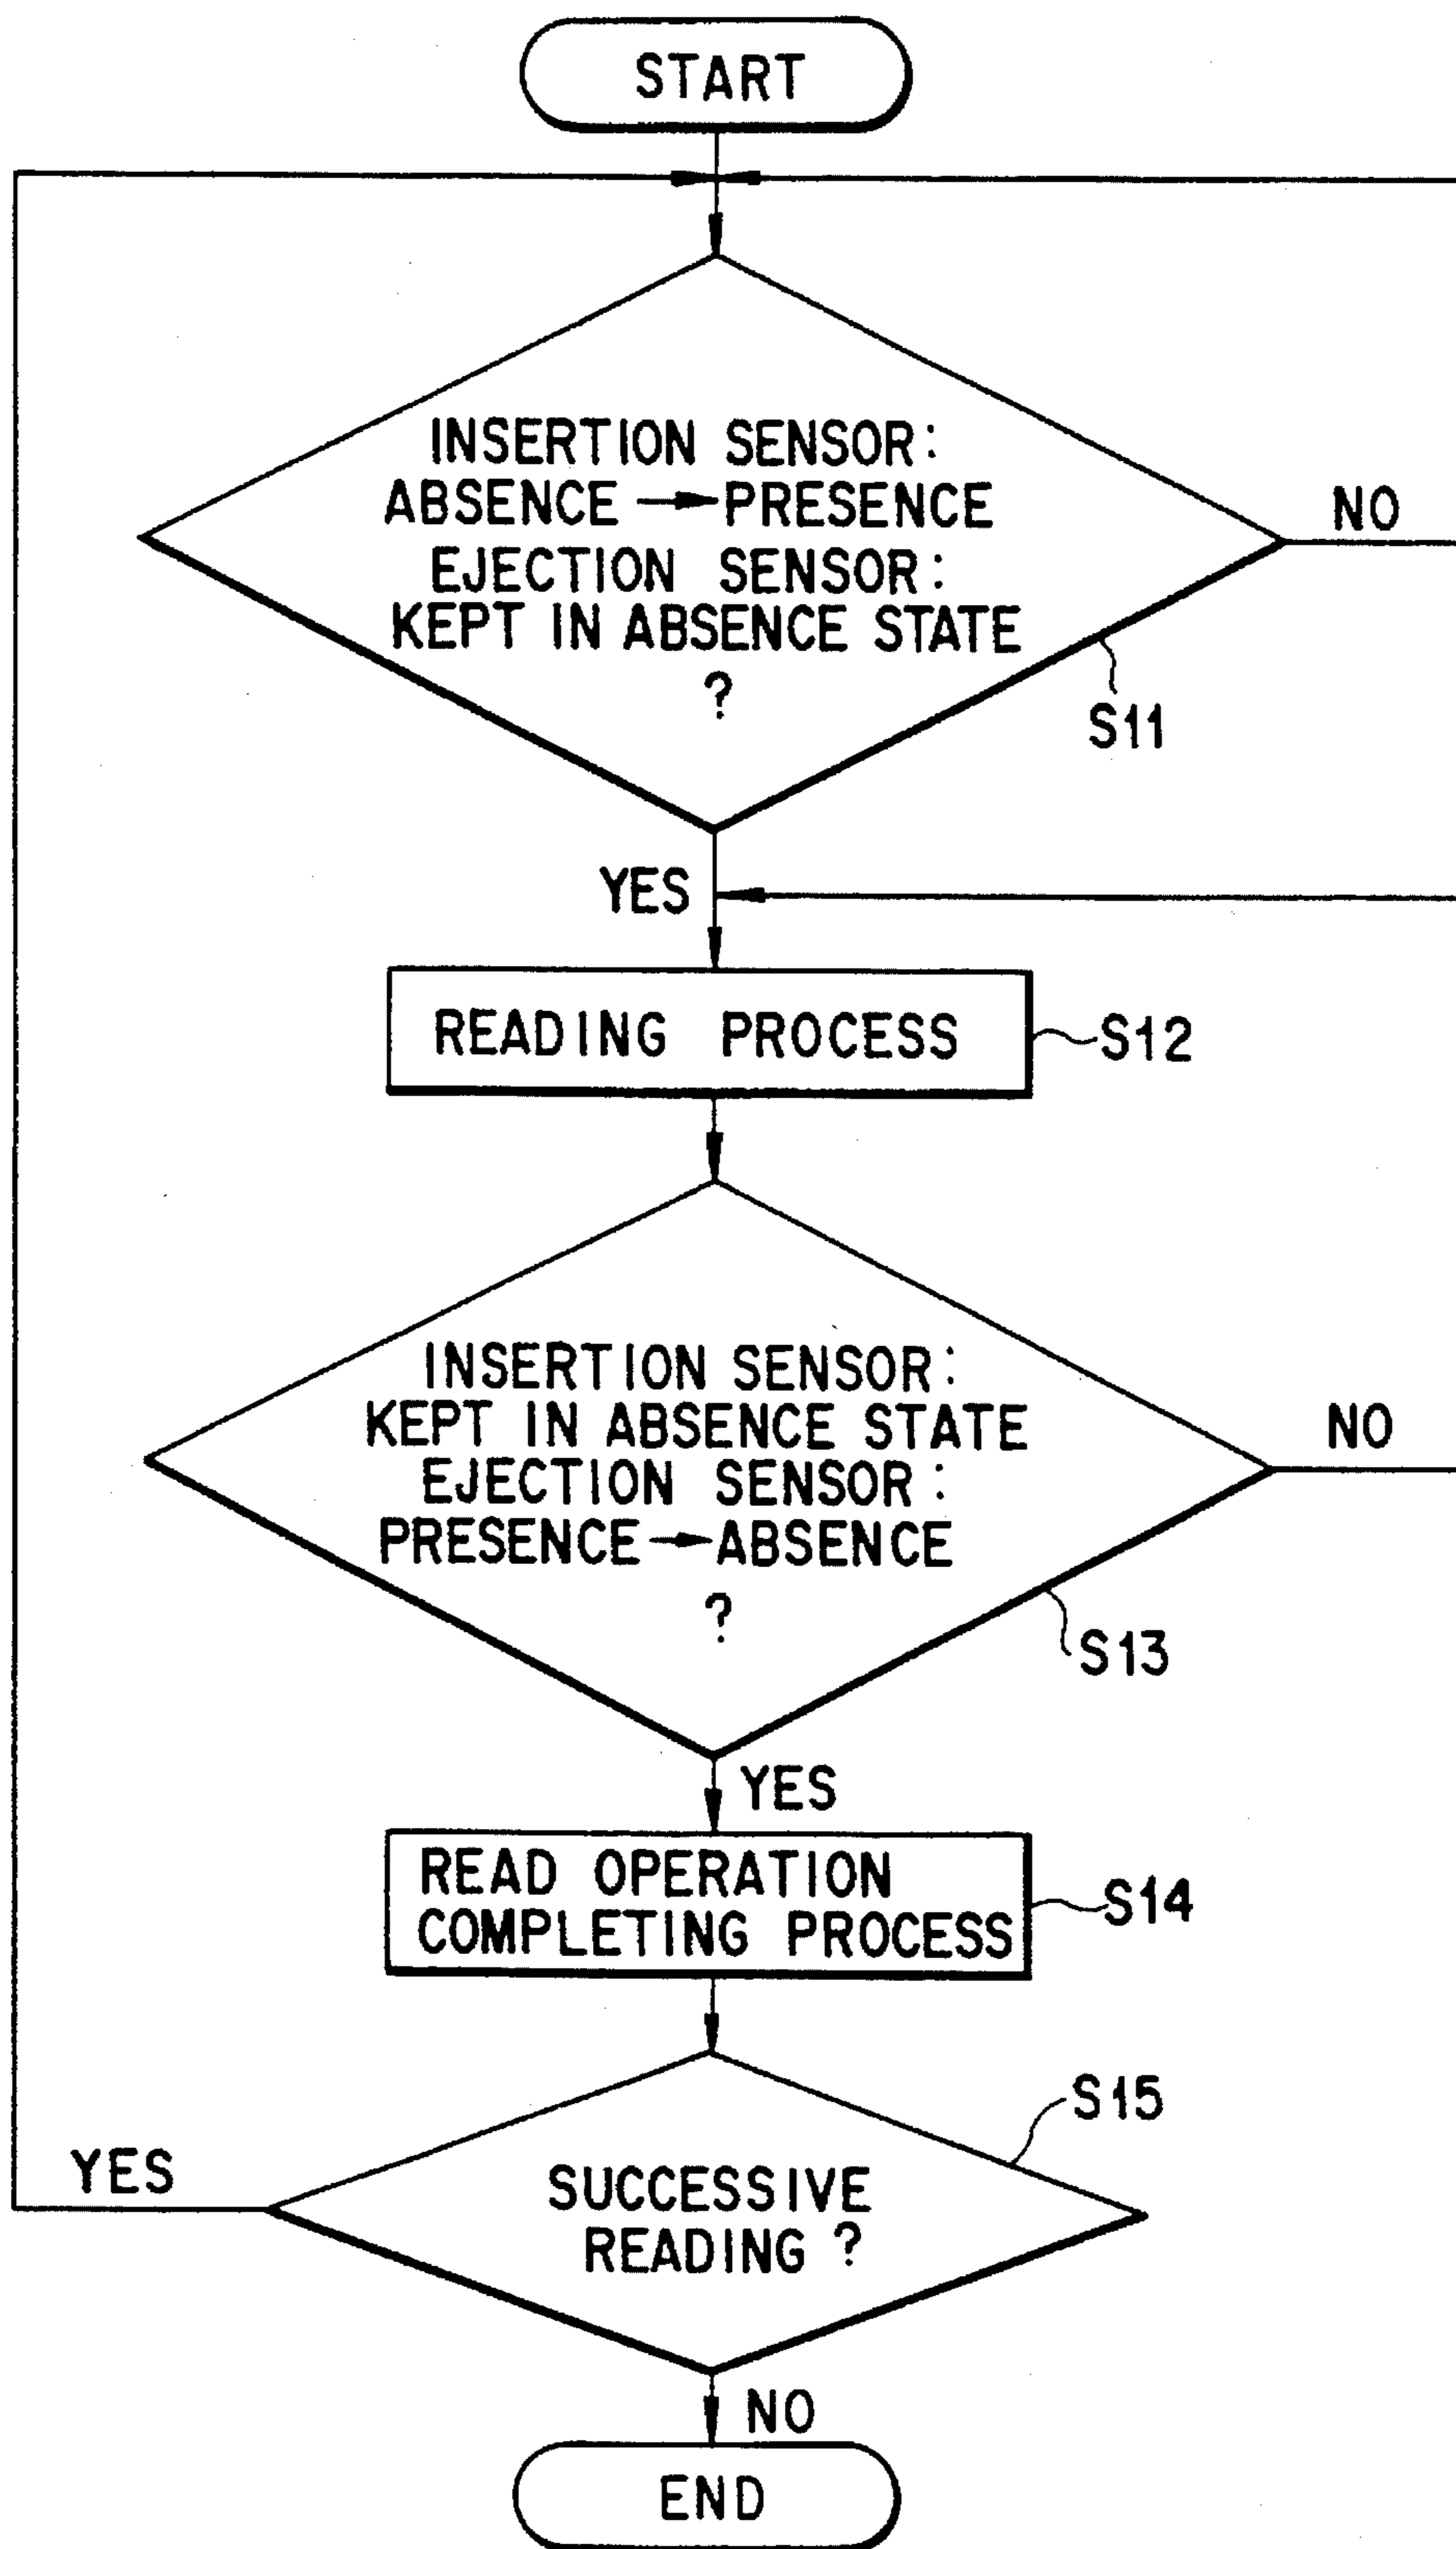 START
INSERTION SENSOR:
ABSENCE → PRESENCE
EJECTION SENSOR:
KEPT IN ABSENCE STATE
?
NO
S11
YES
READING PROCESS
S12
INSERTION SENSOR:
KEPT IN ABSENCE STATE
EJECTION SENSOR:
PRESENCE → ABSENCE
?
NO
S13
YES
READ OPERATION
COMPLETING PROCESS
S14
S15
YES
SUCCESSIVE
READING ?
NO
END